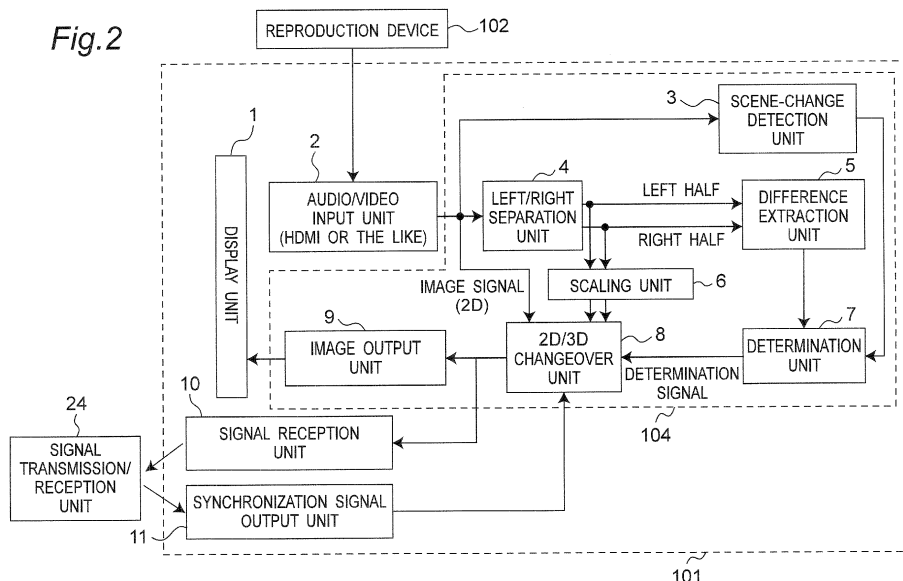 Fig.2
REPRODUCTION DEVICE
102
1
2
3
SCENE-CHANGE
DETECTION
UNIT
AUDIO/VIDEO
INPUT UNIT
(HDMI OR THE LIKE)
4
LEFT/RIGHT
SEPARATION
UNIT
LEFT HALF
RIGHT HALF
5
DIFFERENCE
EXTRACTION
UNIT
DISPLAY UNIT
IMAGE SIGNAL
(2D)
SCALING UNIT
6
9
IMAGE OUTPUT
UNIT
2D/3D
CHANGEOVER
UNIT
8
DETERMINATION
SIGNAL
7
DETERMINATION
UNIT
104
10
SIGNAL RECEPTION
UNIT
24
SIGNAL
TRANSMISSION/
RECEPTION
UNIT
SYNCHRONIZATION SIGNAL
OUTPUT UNIT
11
101